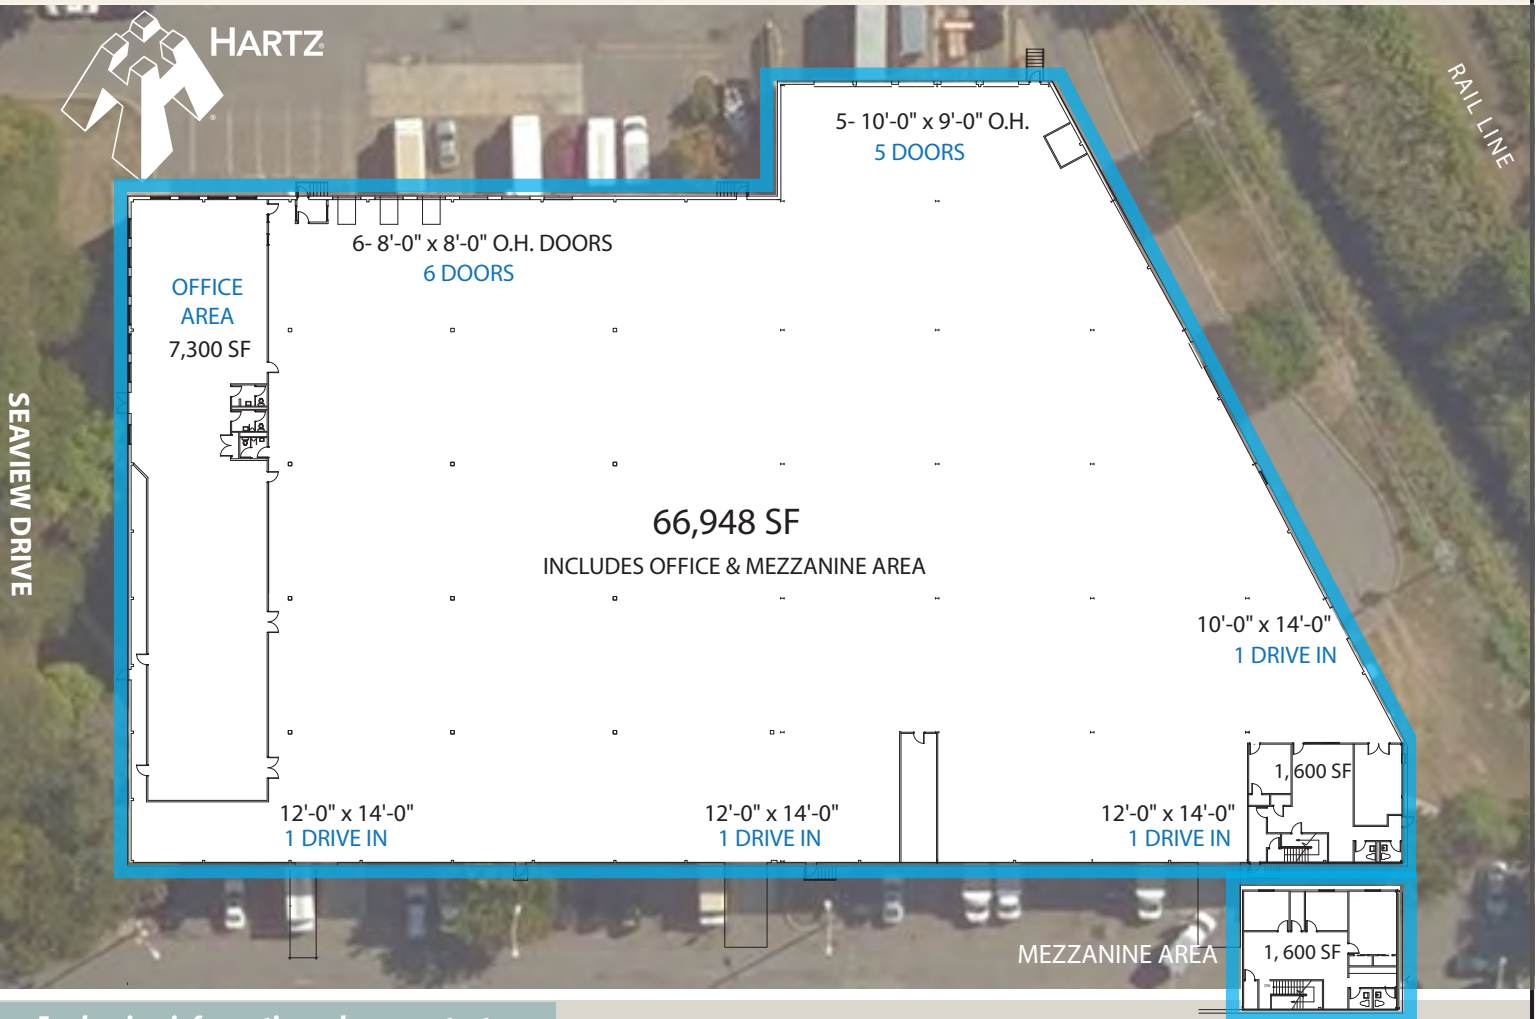 HARTZ
RAIL LINE
5- 10'-0" x 9'-0" O.H.
5 DOORS
6- 8'-0" x 8'-0" O.H. DOORS
6 DOORS
OFFICE
AREA
7,300 SF
SEAVIEW DRIVE
66,948 SF
INCLUDES OFFICE & MEZZANINE AREA
10'-0" x 14'-0"
1 DRIVE IN
1, 600 SF
12'-0" x 14'-0"
1 DRIVE IN
12'-0" x 14'-0"
1 DRIVE IN
12'-0" x 14'-0"
1 DRIVE IN
MEZZANINE AREA
1, 600 SF